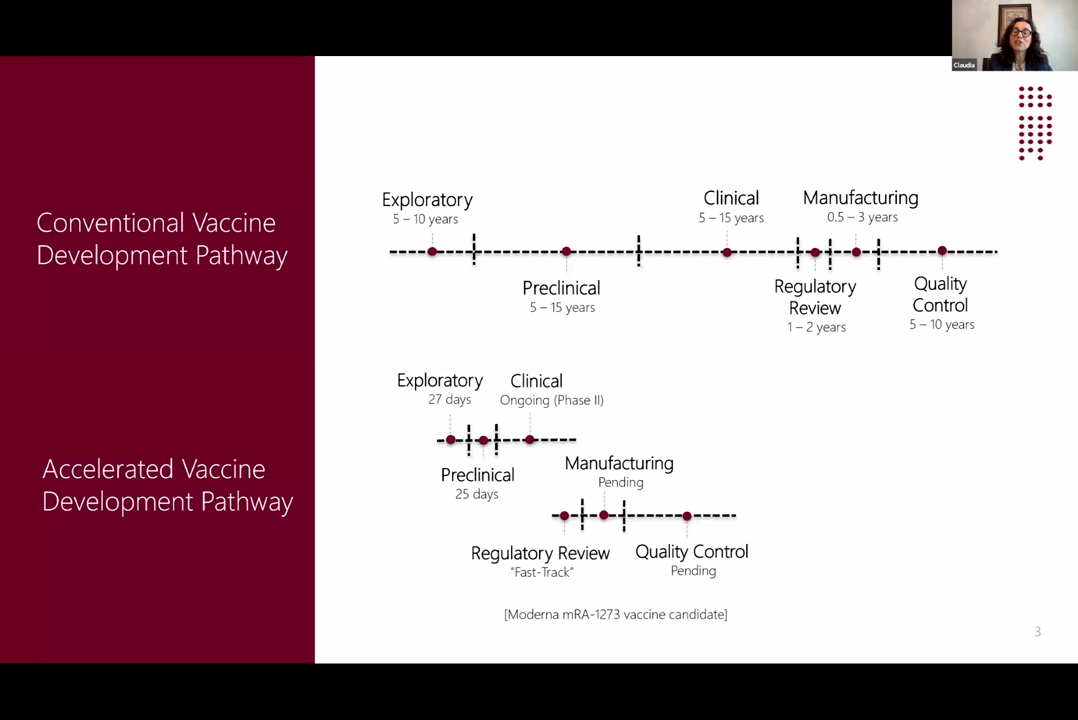 Claudia
Conventional Vaccine
Development Pathway
Exploratory
5 – 10 years
Clinical
5 – 15 years
Manufacturing
0.5 – 3 years
Preclinical
5 – 15 years
Regulatory
Review
1 – 2 years
Quality
Control
5 – 10 years
Accelerated Vaccine
Development Pathway
Exploratory
27 days
Clinical
Ongoing (Phase II)
Preclinical
25 days
Manufacturing
Pending
Regulatory Review
“Fast-Track”
Quality Control
Pending
[Moderna mRA-1273 vaccine candidate]
3